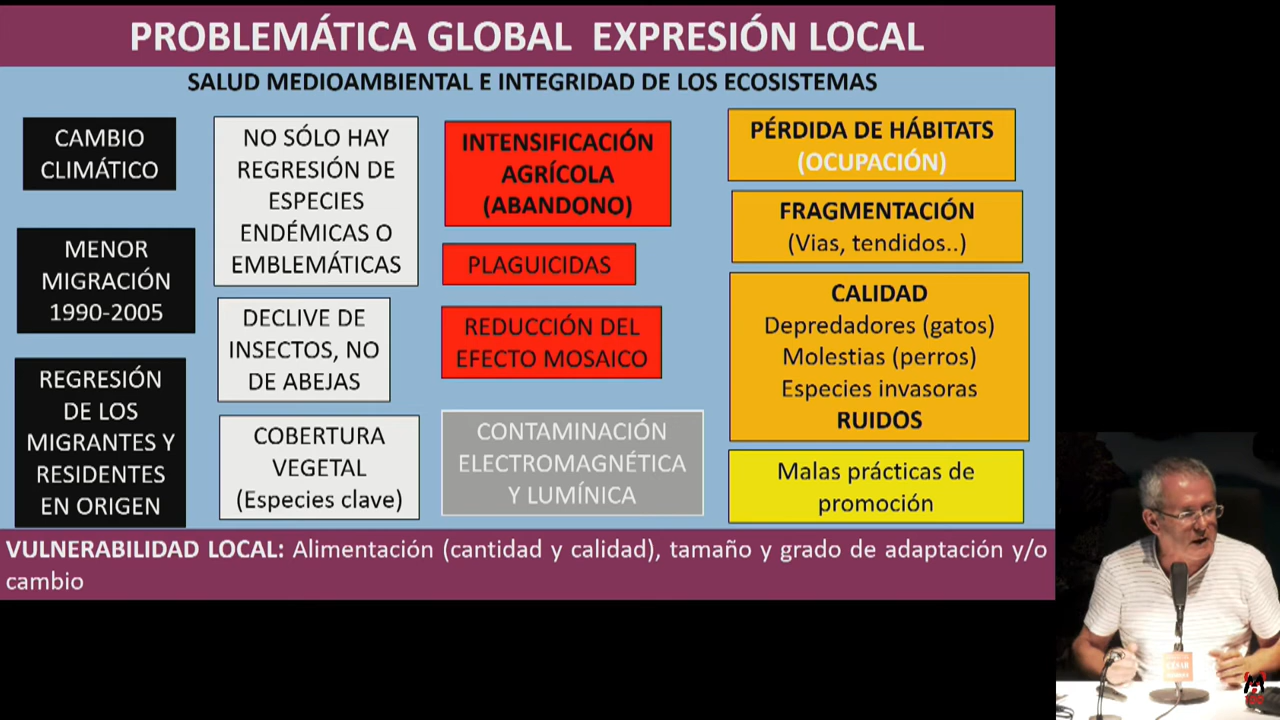 PROBLEMÁTICA GLOBAL EXPRESIÓN LOCAL
SALUD MEDIOAMBIENTAL E INTEGRIDAD DE LOS ECOSISTEMAS
CAMBIO
CLIMÁTICO
MENOR
MIGRACIÓN
1990-2005
REGRESIÓN
DE LOS
MIGRANTES Y
RESIDENTES
EN ORIGEN
NO SÓLO HAY
REGRESIÓN DE
ESPECIES
ENDÉMICAS O
EMBLEMÁTICAS
DECLIVE DE
INSECTOS, NO
DE ABEJAS
COBERTURA
VEGETAL
(Especies clave)
INTENSIFICACIÓN
AGRÍCOLA
(ABANDONO)
PLAGUICIDAS
REDUCCIÓN DEL
EFECTO MOSAICO
CONTAMINACIÓN
ELECTROMAGNÉTICA
Y LUMÍNICA
PÉRDIDA DE HÁBITATS
(OCUPACIÓN)
FRAGMENTACIÓN
(Vias, tendidos..)
CALIDAD
Depredadores (gatos)
Molestias (perros)
Especies invasoras
RUIDOS
Malas prácticas de
promoción
VULNERABILIDAD LOCAL: Alimentación (cantidad y calidad), tamaño y grado de adaptación y/o
cambio